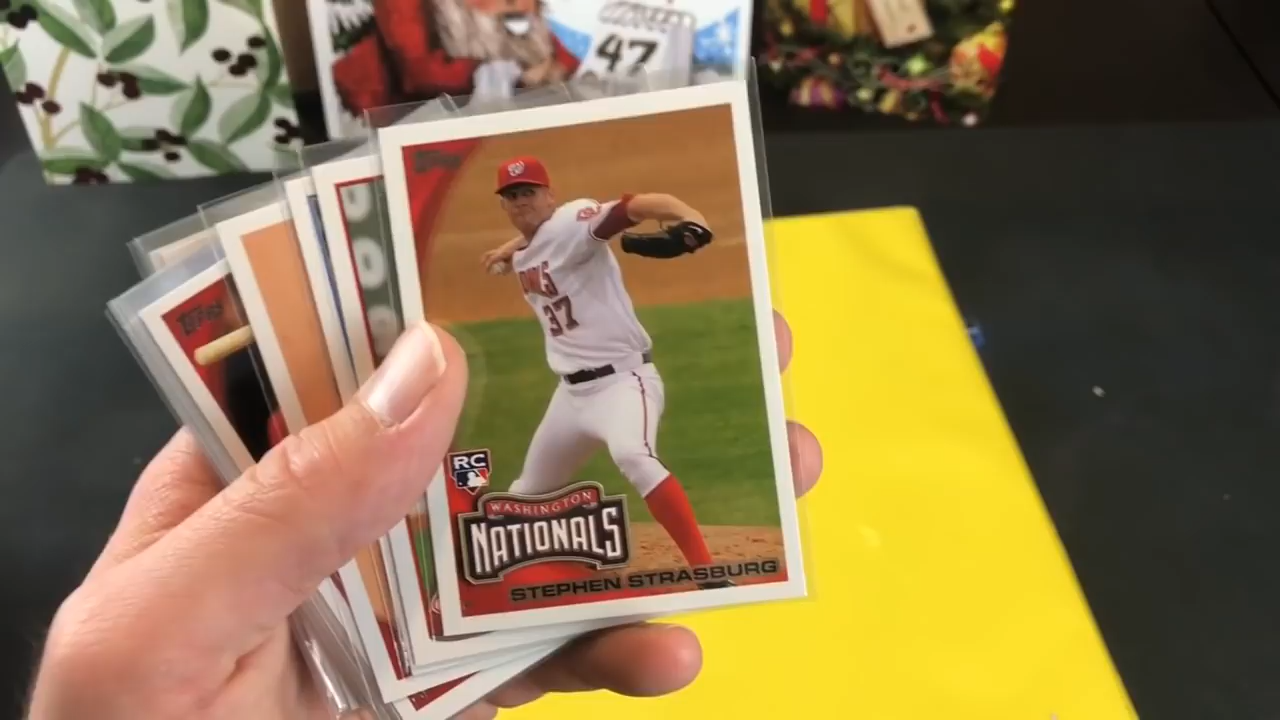 47
Topps
Topps
37
RC
WASHINGTON
NATIONALS
STEPHEN STRASBURG